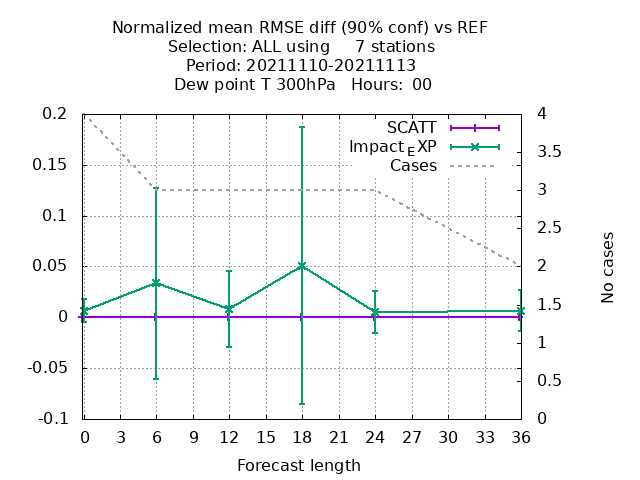 Normalized mean RMSE diff (90% conf) vs REF
Selection: ALL using     7 stations
Period: 20211110-20211113
Dew point T 300hPa   Hours: 00
SCATT
Impact_EXP
Cases
0.2
0.15
0.1
0.05
0
-0.05
-0.1
4
3.5
3
2.5
2
1.5
1
0.5
0
No cases
0 3 6 9 12 15 18 21 24 27 30 33 36
Forecast length